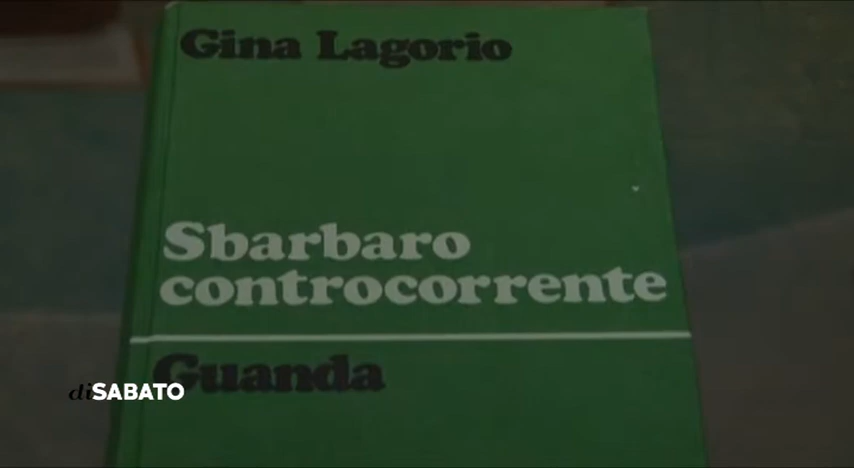 Gina Lagorio
Sbarbaro
controcorrente
Guanda
diSABATO